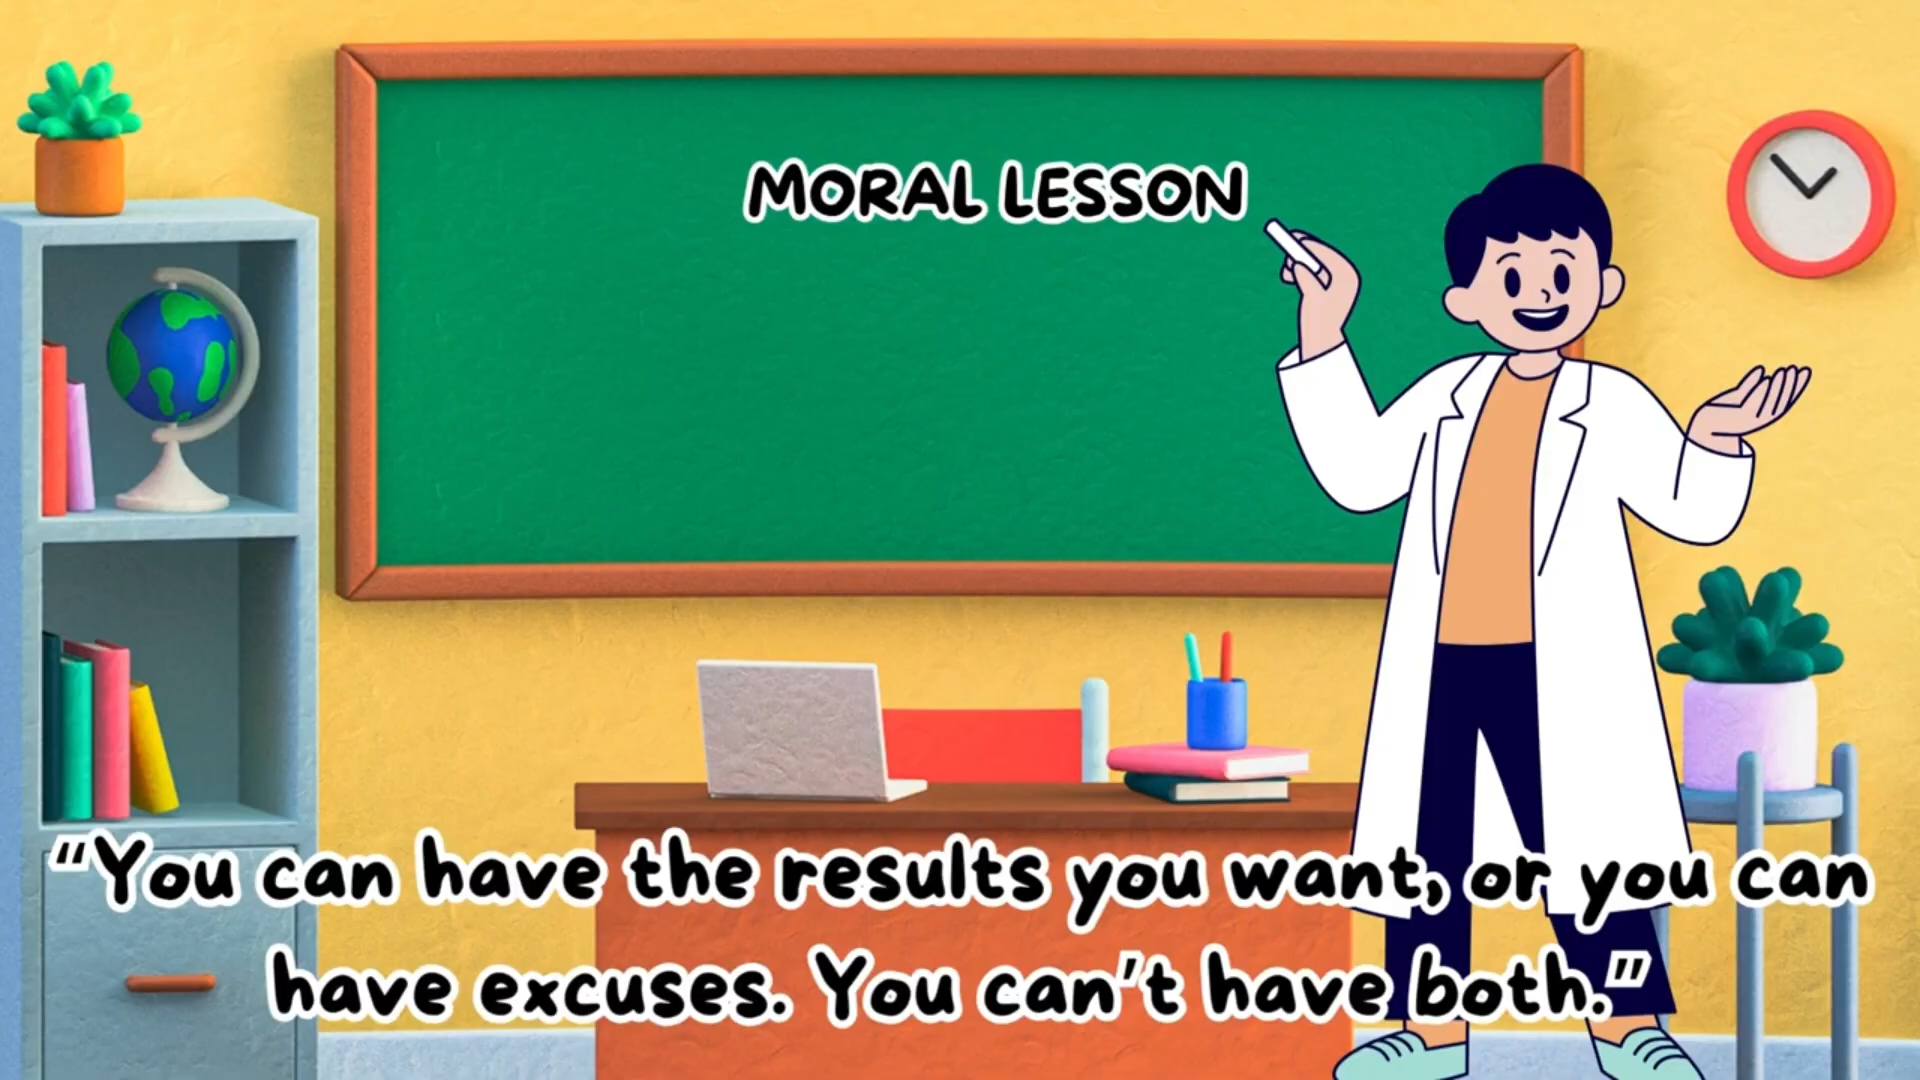 MORAL LESSON
“You can have the results you want, or you can
have excuses. You can’t have both.”